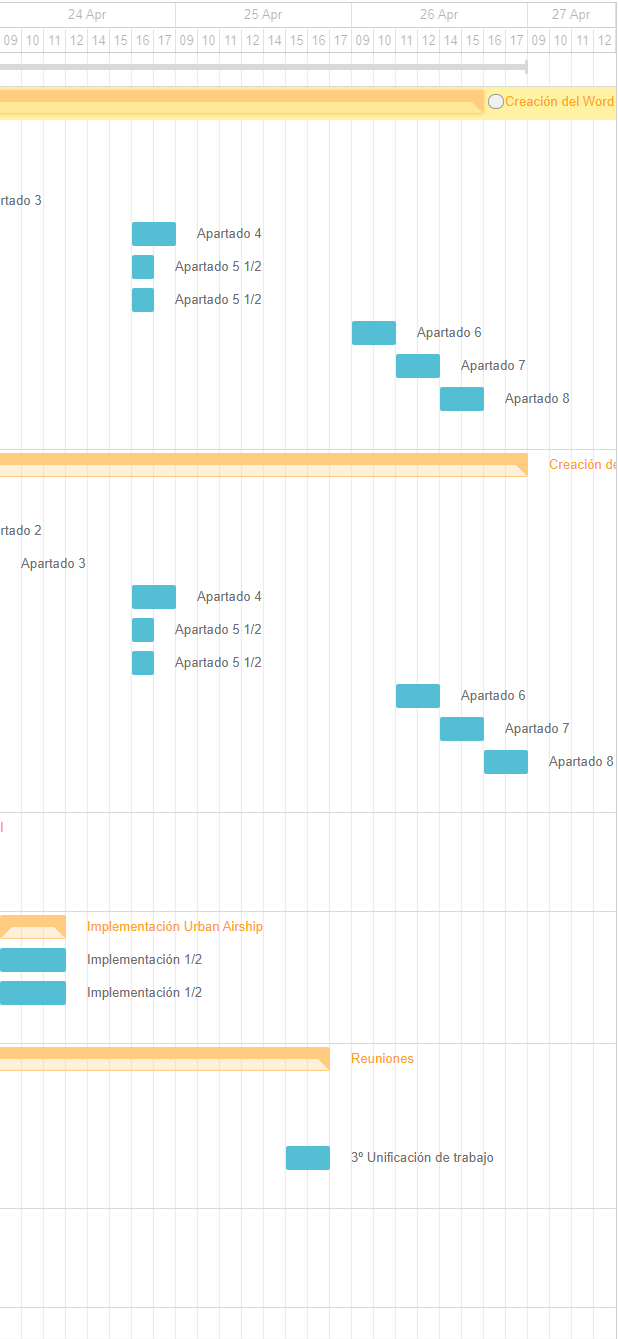 24 Apr 25 Apr 26 Apr 27 Apr
09 10 11 12 14 15 16 17 09 10 11 12 14 15 16 17 09 10 11 12 14 15 16 17 09 10 11 12
Creación del Word
rtado 3
Apartado 4
Apartado 5 1/2
Apartado 5 1/2
Apartado 6
Apartado 7
Apartado 8
Creación de
rtado 2
Apartado 3
Apartado 4
Apartado 5 1/2
Apartado 5 1/2
Apartado 6
Apartado 7
Apartado 8
l
Implementación Urban Airship
Implementación 1/2
Implementación 1/2
Reuniones
3º Unificación de trabajo